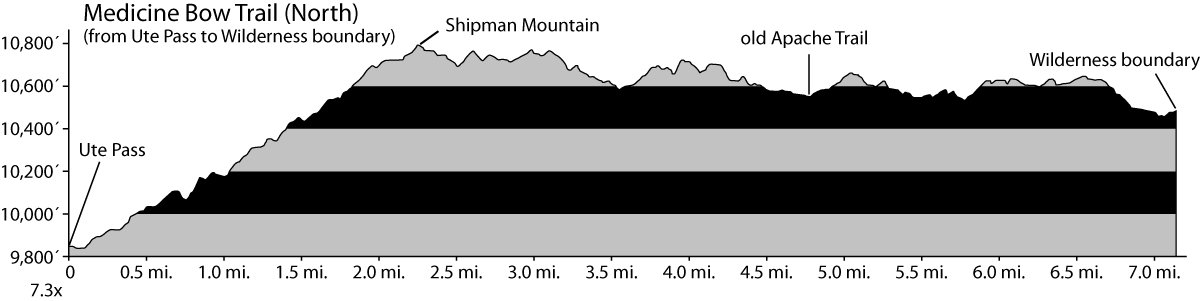 Medicine Bow Trail (North)
(from Ute Pass to Wilderness boundary)
Shipman Mountain
old Apache Trail
Wilderness boundary
Ute Pass
10,800´
10,600´
10,400´
10,200´
10,000´
9,800´
0 0.5 mi. 1.0 mi. 1.5 mi. 2.0 mi. 2.5 mi. 3.0 mi. 3.5 mi. 4.0 mi. 4.5 mi. 5.0 mi. 5.5 mi. 6.0 mi. 6.5 mi. 7.0 mi.
7.3x